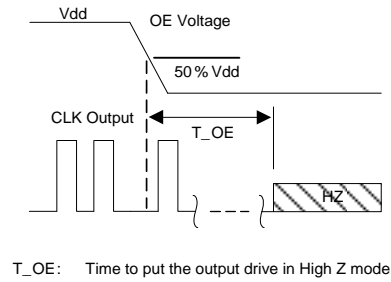 Vdd
OE Voltage
50% Vdd
CLK Output
T_OE
HZ
T_OE: Time to put the output drive in High Z mode